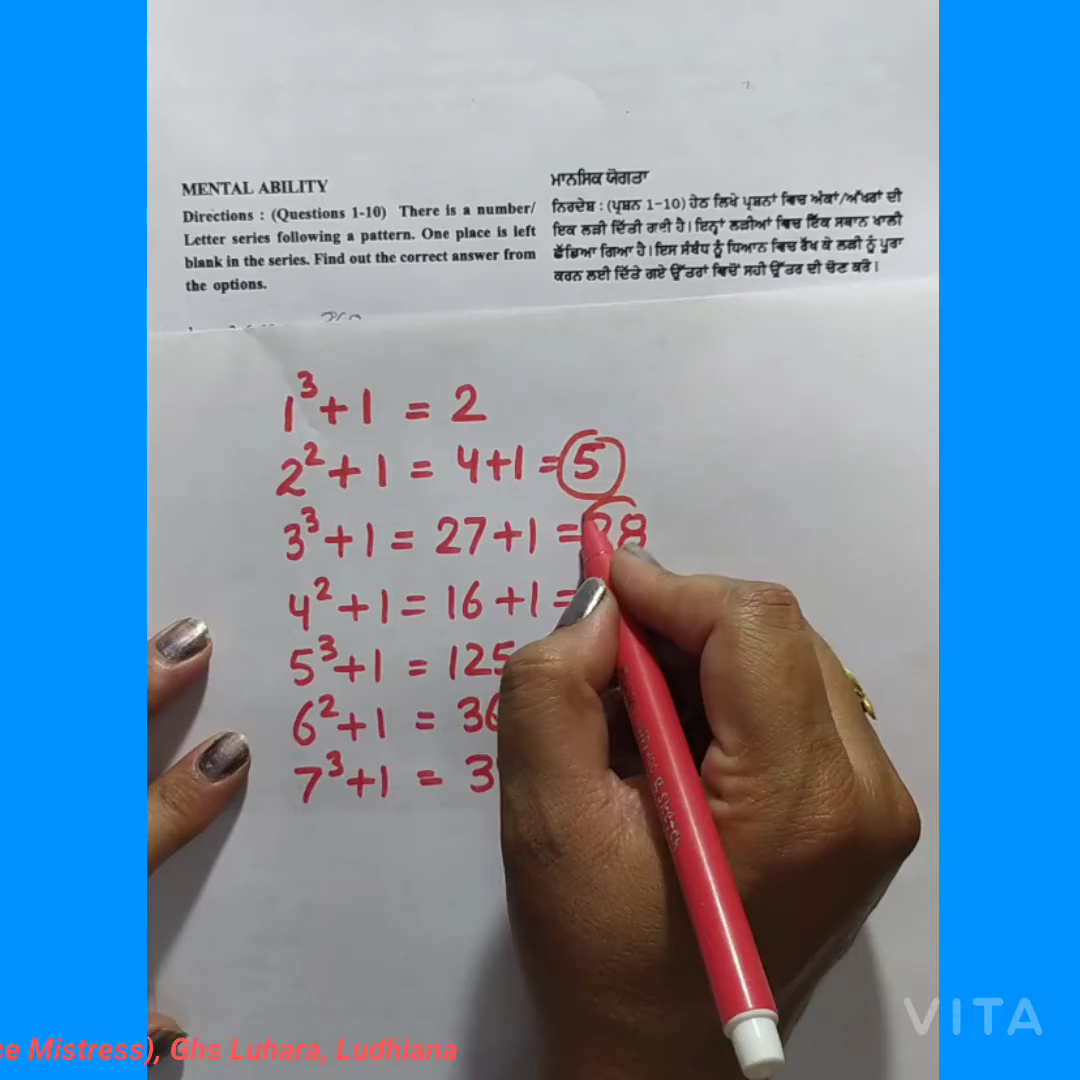 MENTAL ABILITY
Directions : (Questions 1-10) There is a number/
Letter series following a pattern. One place is left
blank in the series. Find out the correct answer from
the options.
ਮਾਨਸਿਕ ਯੋਗਤਾ
ਨਿਰਦੇਸ਼ : (ਪ੍ਰਸ਼ਨ 1-10) ਹੇਠ ਲਿਖੇ ਪ੍ਰਸ਼ਨਾਂ ਵਿਚ ਅੰਕਾਂ/ਅੱਖਰਾਂ ਦੀ
ਇਕ ਲੜੀ ਦਿੱਤੀ ਗਈ ਹੈ। ਇਨ੍ਹਾਂ ਲੜੀਆਂ ਵਿਚ ਇੱਕ ਸਥਾਨ ਖਾਲੀ
ਛੱਡਿਆ ਗਿਆ ਹੈ। ਇਸ ਸੰਬੰਧ ਨੂੰ ਧਿਆਨ ਵਿਚ ਰੱਖ ਕੇ ਲੜੀ ਨੂੰ ਪੂਰਾ
ਕਰਨ ਲਈ ਦਿੱਤੇ ਗਏ ਉੱਤਰਾਂ ਵਿਚੋਂ ਸਹੀ ਉੱਤਰ ਦੀ ਚੋਣ ਕਰੋ।
1³+1 = 2
2²+1 = 4+1=5
3³+1 = 27+1=28
4²+1 = 16+1=
5³+1 = 125
6²+1 = 36
7³+1 = 3
VITA
Mistress), Ghs Luhara, Ludhiana